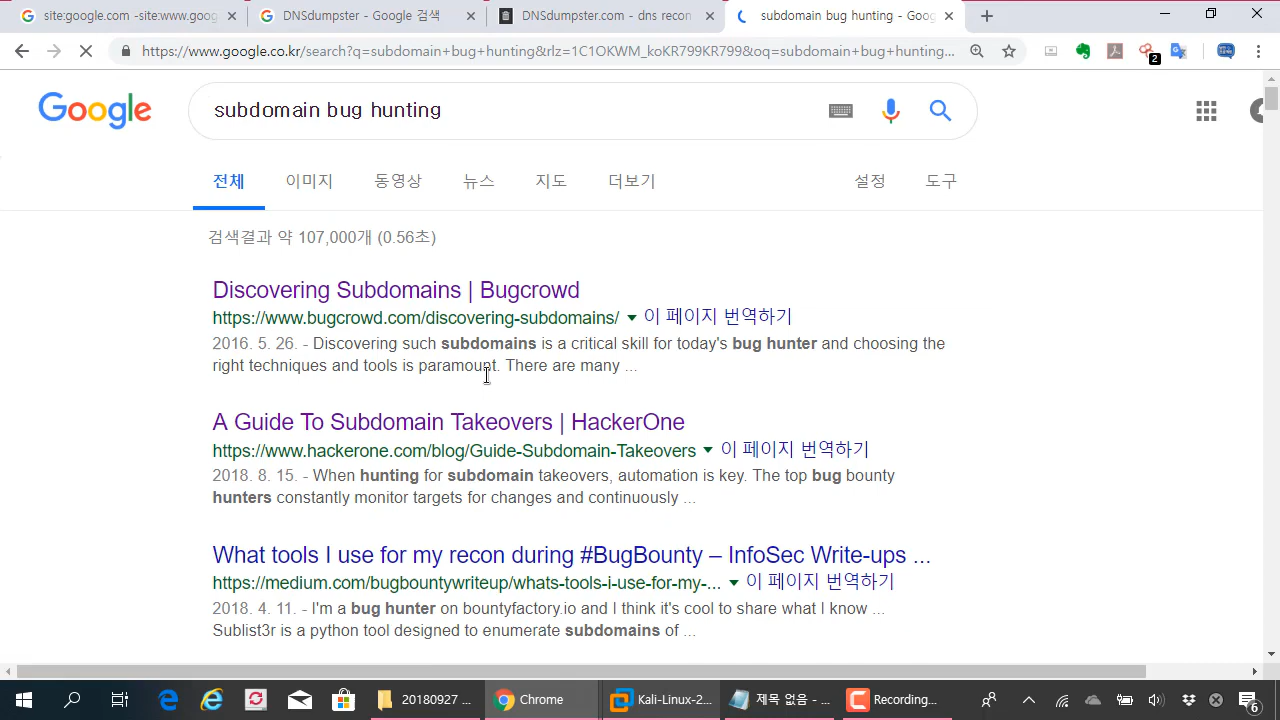 site:google.com -site:www.goog
DNSdumpster - Google 검색
DNSdumpster.com - dns recon
subdomain bug hunting - Goog
https://www.google.co.kr/search?q=subdomain+bug+hunting&rlz=1C1OKWM_koKR799KR799&oq=subdomain+bug+hunting...
2
Google
subdomain bug hunting
전체 이미지 동영상 뉴스 지도 더보기 설정 도구
검색결과 약 107,000개 (0.56초)
Discovering Subdomains | Bugcrowd
https://www.bugcrowd.com/discovering-subdomains/ 이 페이지 번역하기
2016. 5. 26. - Discovering such subdomains is a critical skill for today's bug hunter and choosing the
right techniques and tools is paramount. There are many ...
A Guide To Subdomain Takeovers | HackerOne
https://www.hackerone.com/blog/Guide-Subdomain-Takeovers 이 페이지 번역하기
2018. 8. 15. - When hunting for subdomain takeovers, automation is key. The top bug bounty
hunters constantly monitor targets for changes and continuously ...
What tools I use for my recon during #BugBounty – InfoSec Write-ups ...
https://medium.com/bugbountywriteup/whats-tools-i-use-for-my-... 이 페이지 번역하기
2018. 4. 11. - I'm a bug hunter on bountyfactory.io and I think it's cool to share what I know ...
Sublist3r is a python tool designed to enumerate subdomains of ...
20180927 ...
Chrome
Kali-Linux-2...
제목 없음 - ...
Recording...
6